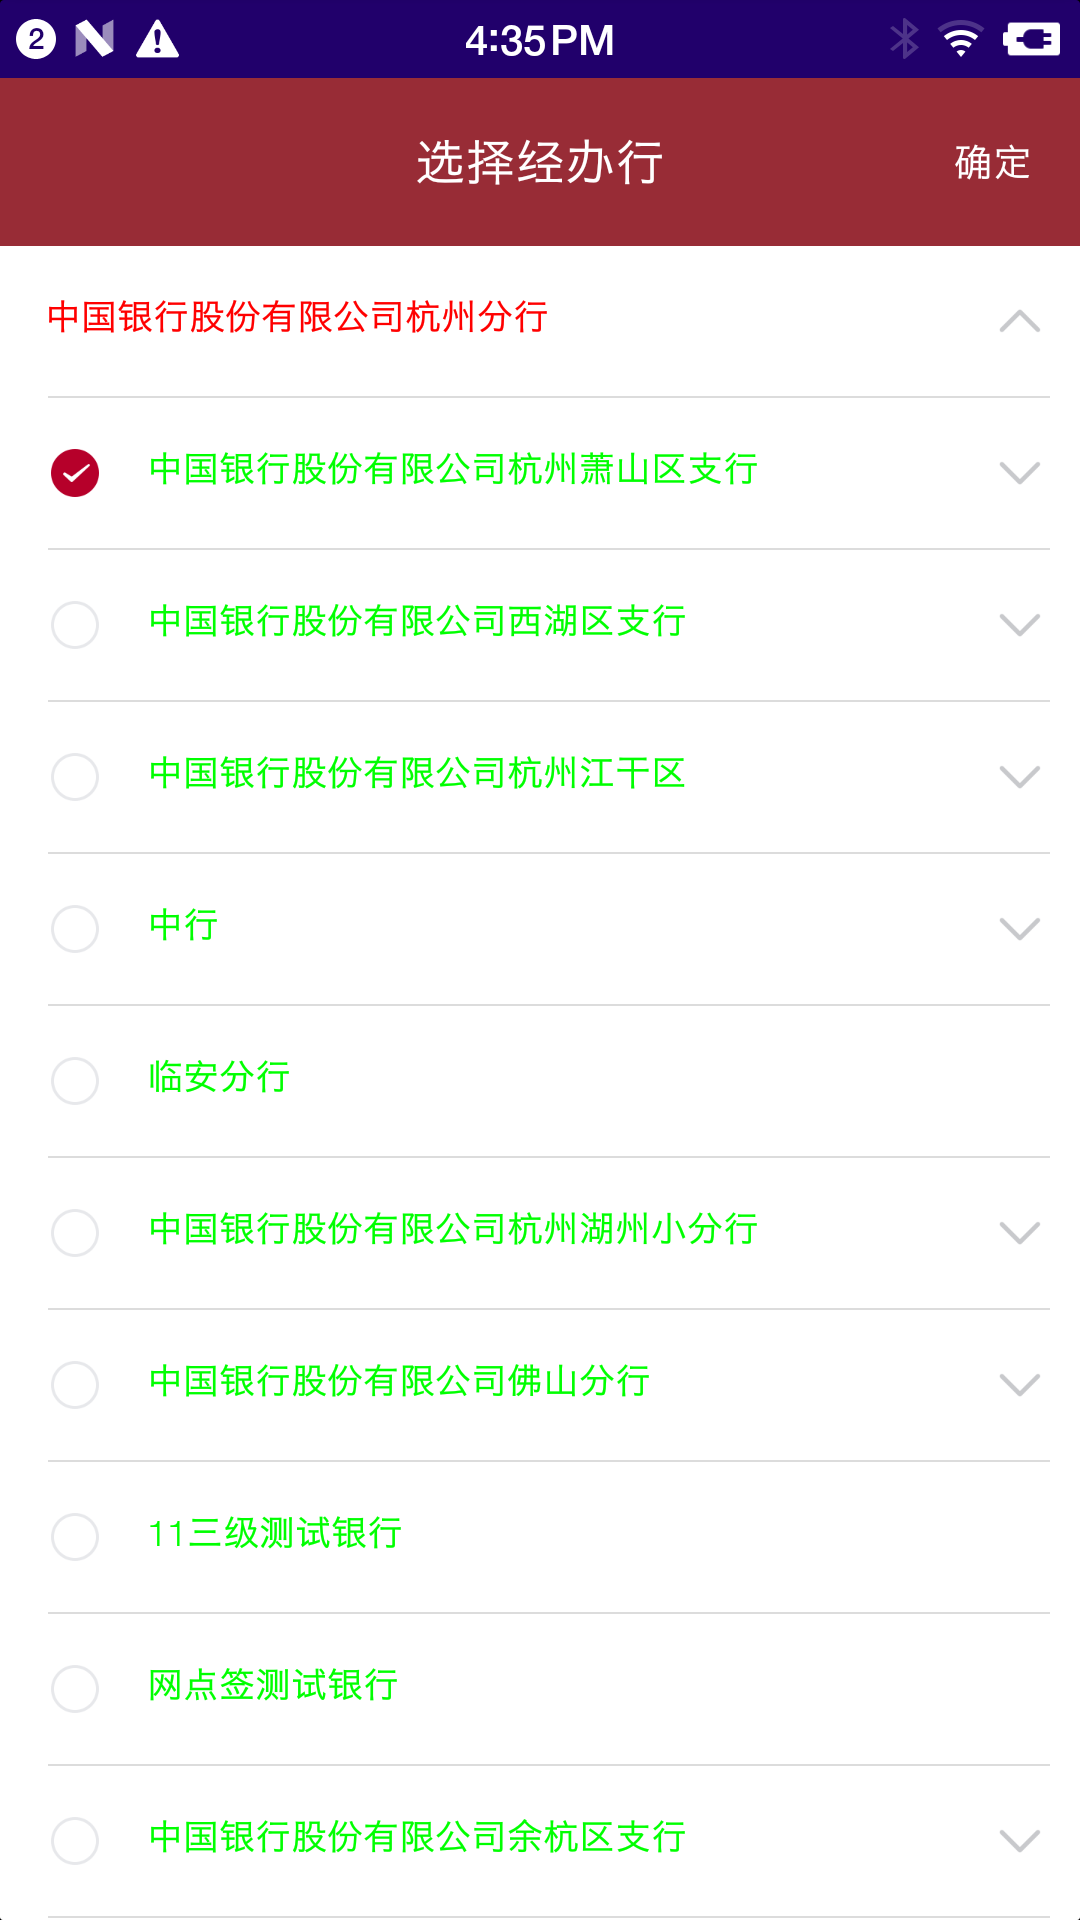 2 4:35PM
选择经办行 确定
中国银行股份有限公司杭州分行
中国银行股份有限公司杭州萧山区支行
中国银行股份有限公司西湖区支行
中国银行股份有限公司杭州江干区
中行
临安分行
中国银行股份有限公司杭州湖州小分行
中国银行股份有限公司佛山分行
11三级测试银行
网点签测试银行
中国银行股份有限公司余杭区支行